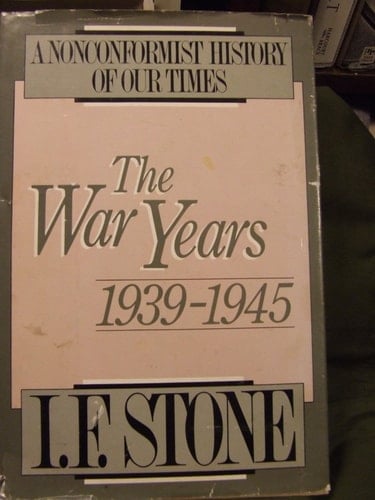 A NONCONFORMIST HISTORY
OF OUR TIMES
The
War Years
1939-1945
I.F. STONE